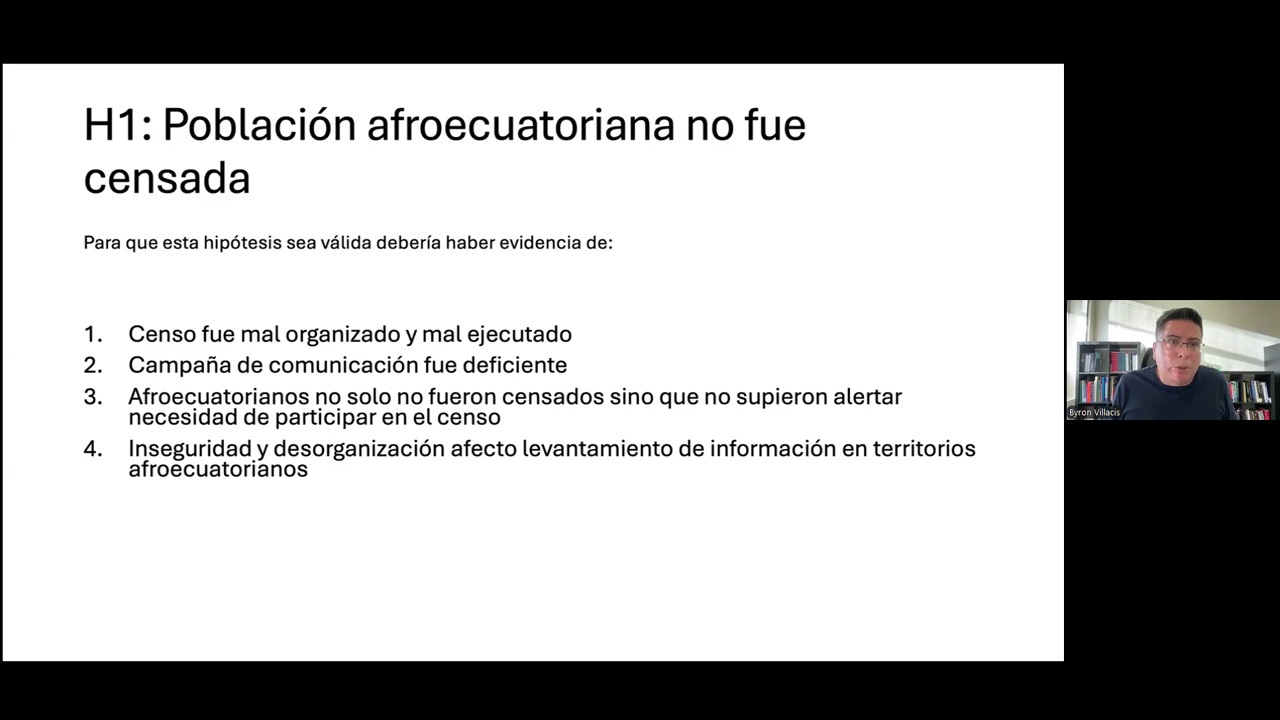 H1: Población afroecuatoriana no fue
censada
Para que esta hipótesis sea válida debería haber evidencia de:
1. Censo fue mal organizado y mal ejecutado
2. Campaña de comunicación fue deficiente
3. Afroecuatorianos no solo no fueron censados sino que no supieron alertar
necesidad de participar en el censo
4. Inseguridad y desorganización afecto levantamiento de información en territorios
afroecuatorianos
Byron Villacis